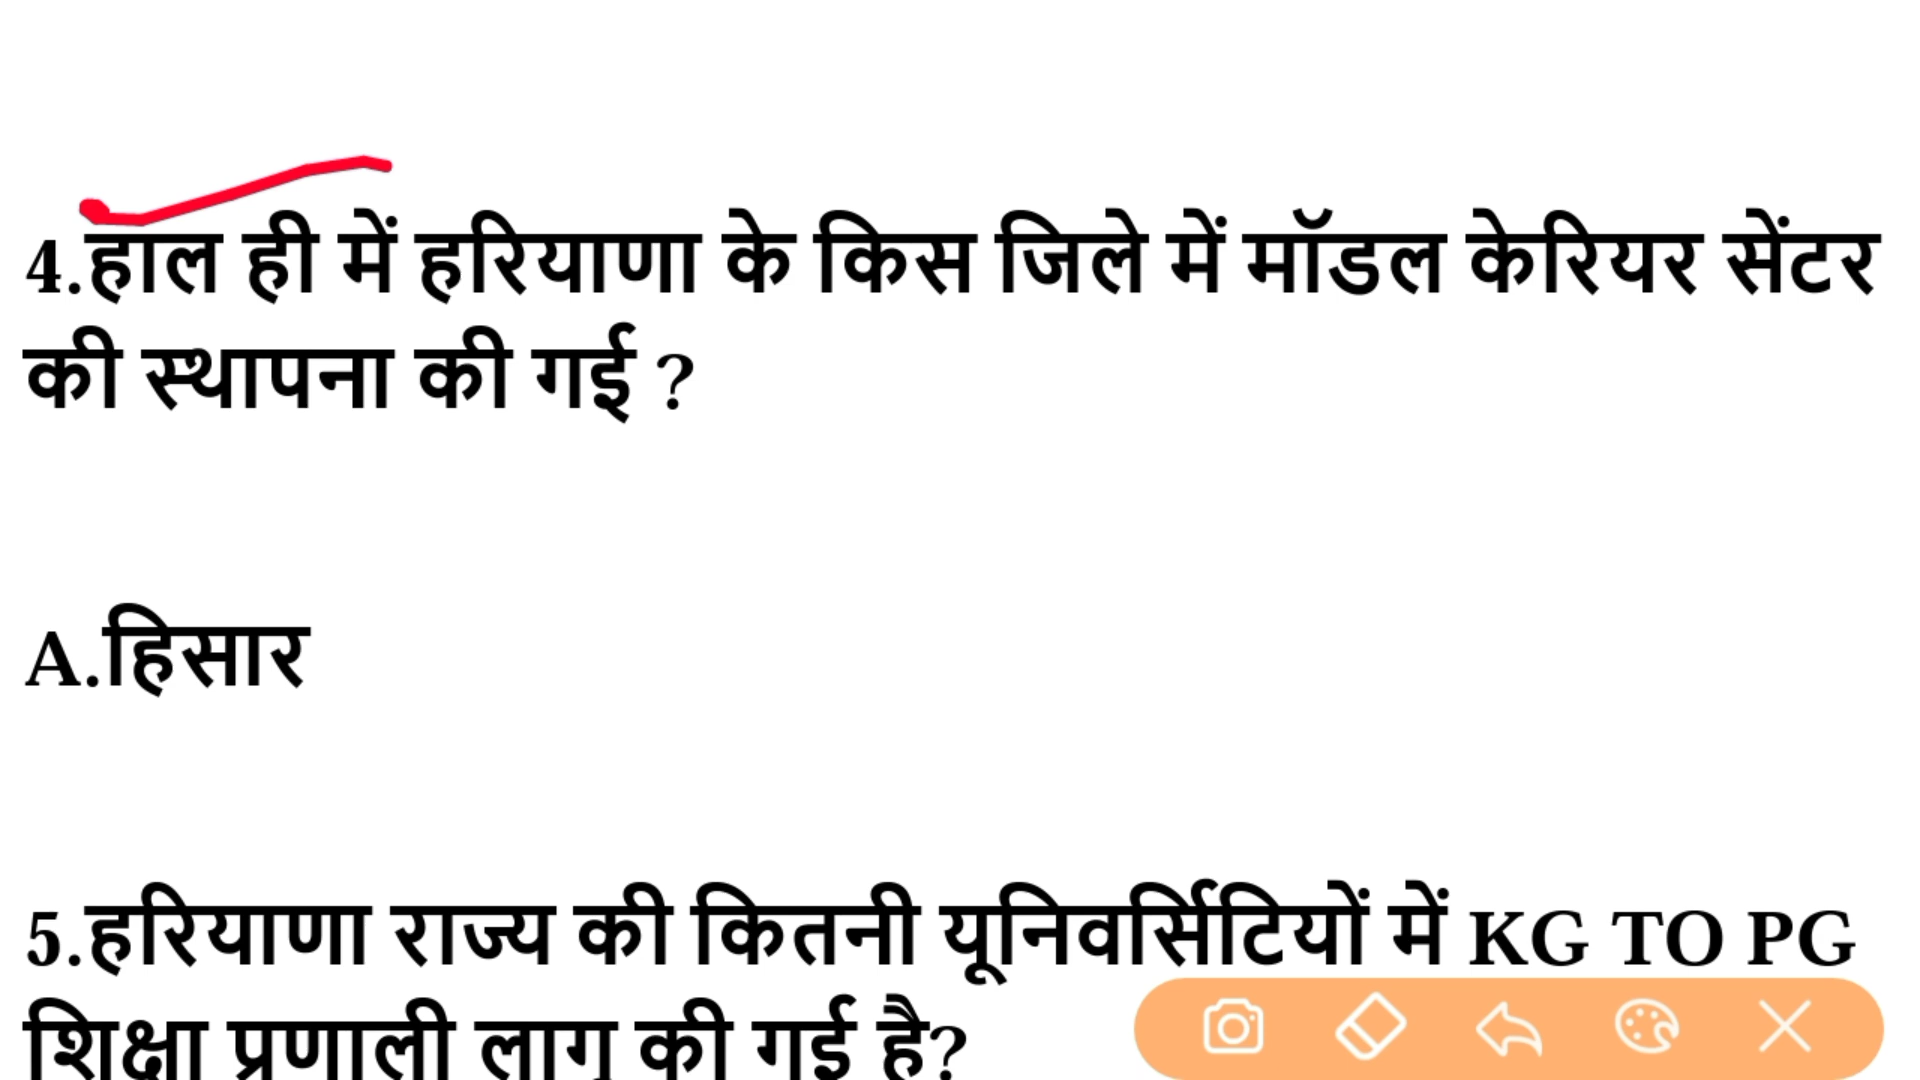 4.हाल ही में हरियाणा के किस जिले में मॉडल केरियर सेंटर
की स्थापना की गई ?
A.हिसार
5.हरियाणा राज्य की कितनी यूनिवर्सिटियों में KG TO PG
शिक्षा प्रणाली लागू की गई है?